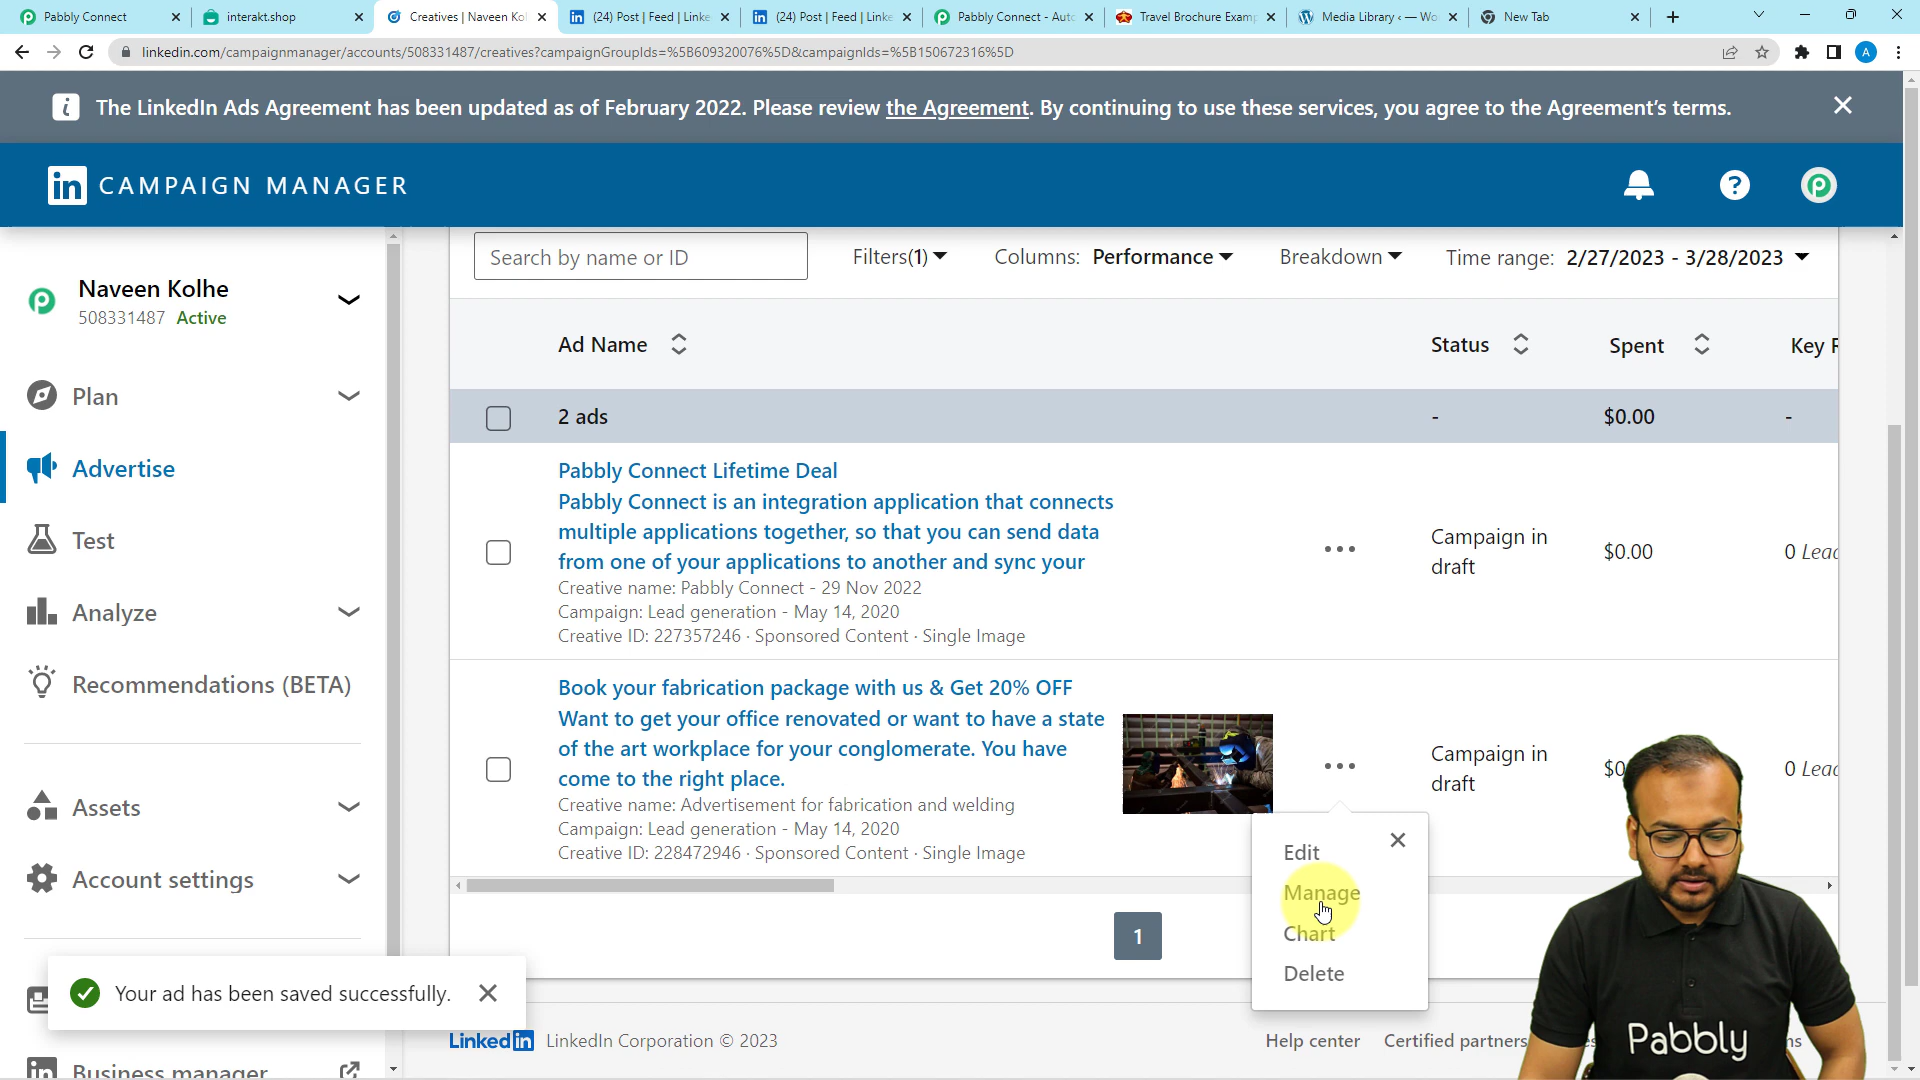 Pabbly Connect
interakt.shop
Creatives | Naveen Kol
(24) Post | Feed | Linke
(24) Post | Feed | Linke
Pabbly Connect - Auto
Travel Brochure Examp
Media Library ‹ — Wo
New Tab
linkedin.com/campaignmanager/accounts/508331487/creatives?campaignGroupIds=%5B609320076%5D&campaignIds=%5B150672316%5D
A
The LinkedIn Ads Agreement has been updated as of February 2022. Please review the Agreement. By continuing to use these services, you agree to the Agreement's terms.
in CAMPAIGN MANAGER
Naveen Kolhe
508331487 Active
Plan
Advertise
Test
Analyze
Recommendations (BETA)
Assets
Account settings
Business manager
Search by name or ID
Filters(1)
Columns: Performance
Breakdown
Time range: 2/27/2023 - 3/28/2023
Ad Name
Status
Spent
Key
2 ads
-
$0.00
-
Pabbly Connect Lifetime Deal
Pabbly Connect is an integration application that connects
multiple applications together, so that you can send data
from one of your applications to another and sync your
Creative name: Pabbly Connect - 29 Nov 2022
Campaign: Lead generation - May 14, 2020
Creative ID: 227357246 · Sponsored Content · Single Image
Campaign in
draft
$0.00
0 Lead
Book your fabrication package with us & Get 20% OFF
Want to get your office renovated or want to have a state
of the art workplace for your conglomerate. You have
come to the right place.
Creative name: Advertisement for fabrication and welding
Campaign: Lead generation - May 14, 2020
Creative ID: 228472946 · Sponsored Content · Single Image
Campaign in
draft
$0
0 Lead
Edit
Manage
Chart
Delete
1
Your ad has been saved successfully.
LinkedIn LinkedIn Corporation © 2023
Help center
Certified partners
Pabbly